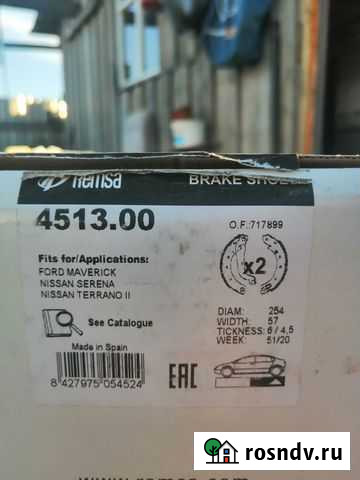 Remsa
BRAKE SHOE
4513.00
O.F.:717899
Fits for/Applications:
FORD MAVERICK
NISSAN SERENA
NISSAN TERRANO II
x2
See Catalogue
DIAM: 254
WIDTH: 57
TICKNESS: 6 / 4,5
WEEK: 51/20
Made in Spain
8 427975 054524
EAC
rosndv.ru